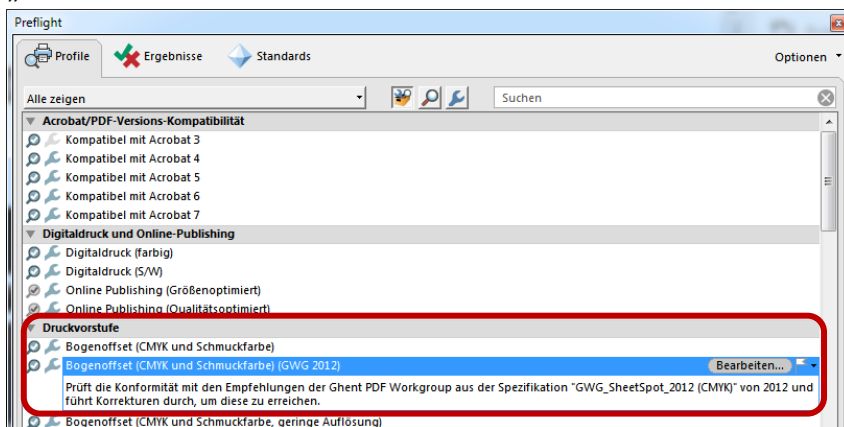 „
Preflight
Profile
Ergebnisse
Standards
Optionen
Alle zeigen
Suchen
Acrobat/PDF-Versions-Kompatibilität
Kompatibel mit Acrobat 3
Kompatibel mit Acrobat 4
Kompatibel mit Acrobat 5
Kompatibel mit Acrobat 6
Kompatibel mit Acrobat 7
Digitaldruck und Online-Publishing
Digitaldruck (farbig)
Digitaldruck (S/W)
Online Publishing (Größenoptimiert)
Online Publishing (Qualitätsoptimiert)
Druckvorstufe
Bogenoffset (CMYK und Schmuckfarbe)
Bogenoffset (CMYK und Schmuckfarbe) (GWG 2012)
Bearbeiten...
Prüft die Konformität mit den Empfehlungen der Ghent PDF Workgroup aus der Spezifikation "GWG_SheetSpot_2012 (CMYK)" von 2012 und
führt Korrekturen durch, um diese zu erreichen.
Bogenoffset (CMYK und Schmuckfarbe, geringe Auflösung)